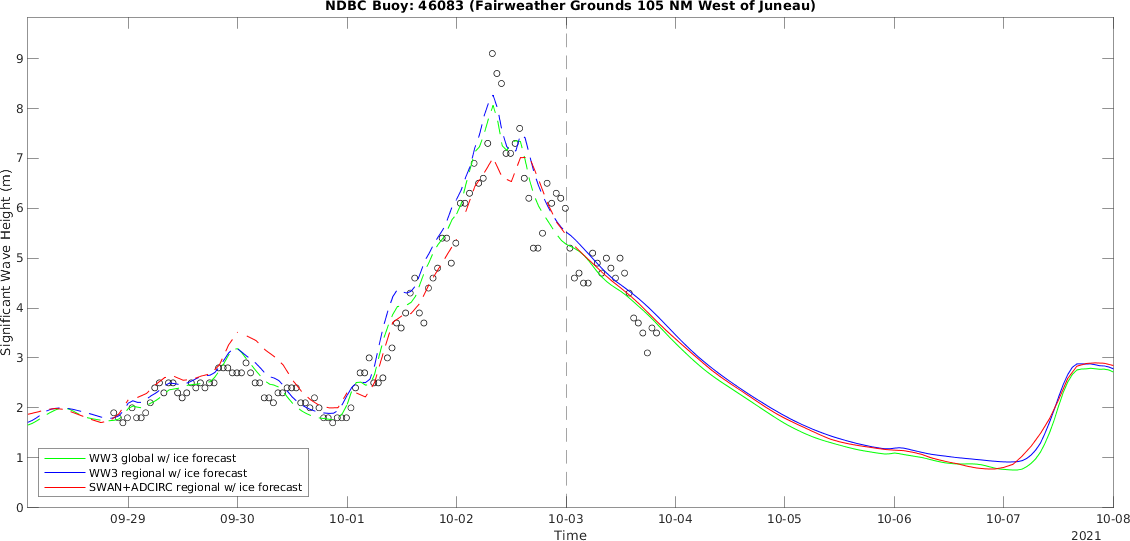 NDBC Buoy: 46083 (Fairweather Grounds 105 NM West of Juneau)
9
8
7
6
5
4
3
2
1
0
Significant Wave Height (m)
WW3 global w/ ice forecast
WW3 regional w/ ice forecast
SWAN+ADCIRC regional w/ ice forecast
09-29 09-30 10-01 10-02 10-03 10-04 10-05 10-06 10-07 10-08
Time
2021